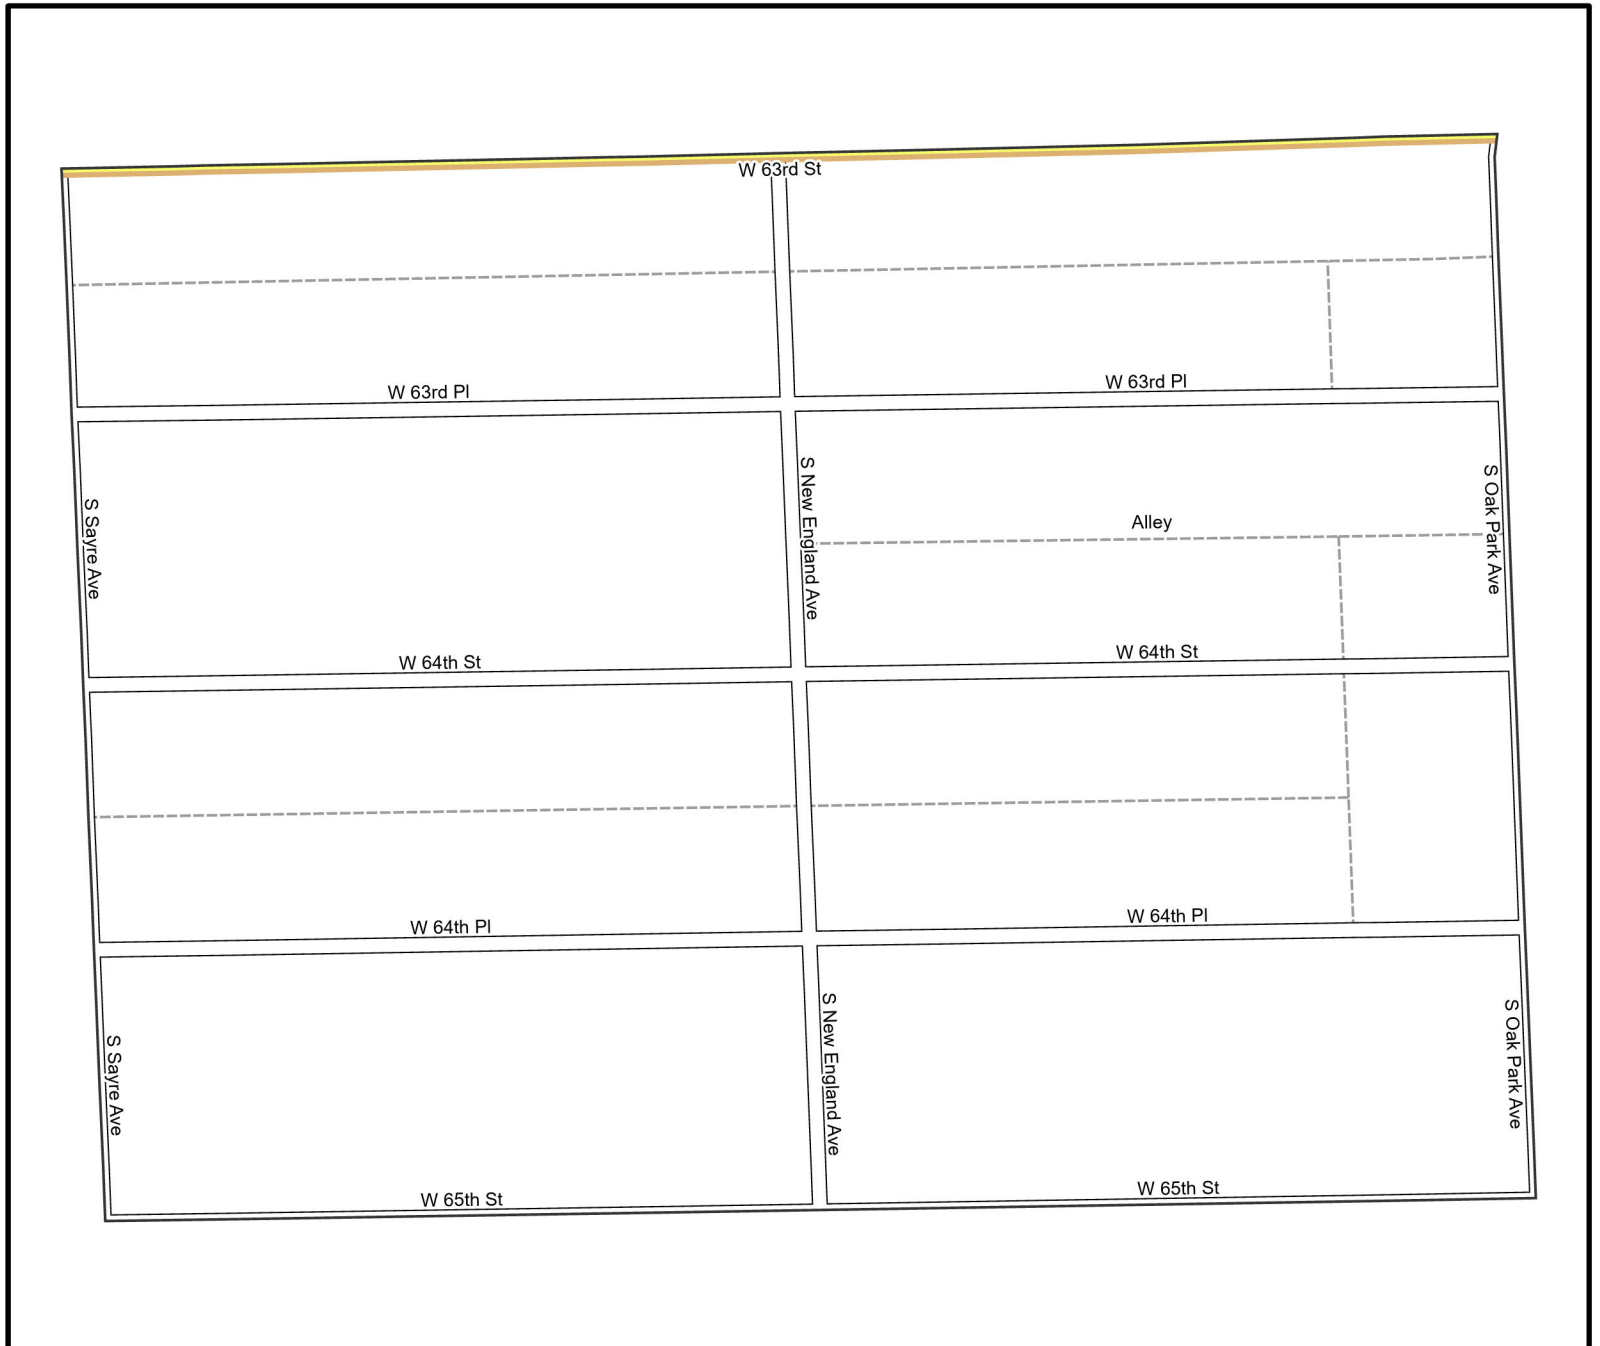 W 63rd St
W 63rd Pl
W 63rd Pl
S Sayre Ave
S New England Ave
Alley
S Oak Park Ave
W 64th St
W 64th St
W 64th Pl
W 64th Pl
S Sayre Ave
S New England Ave
S Oak Park Ave
W 65th St
W 65th St